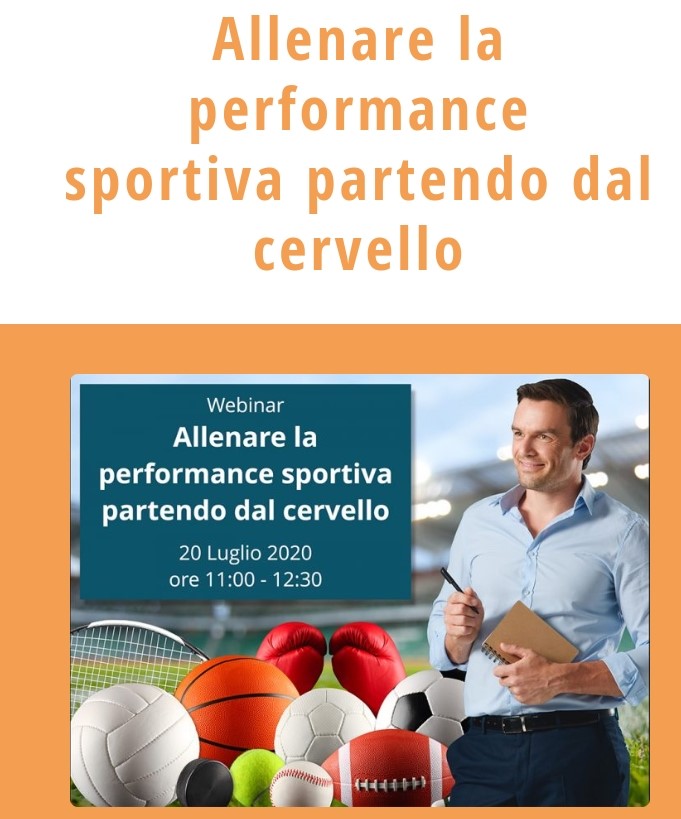 Allenare la
performance
sportiva partendo dal
cervello
Webinar
Allenare la
performance sportiva
partendo dal cervello
20 Luglio 2020
ore 11:00 - 12:30